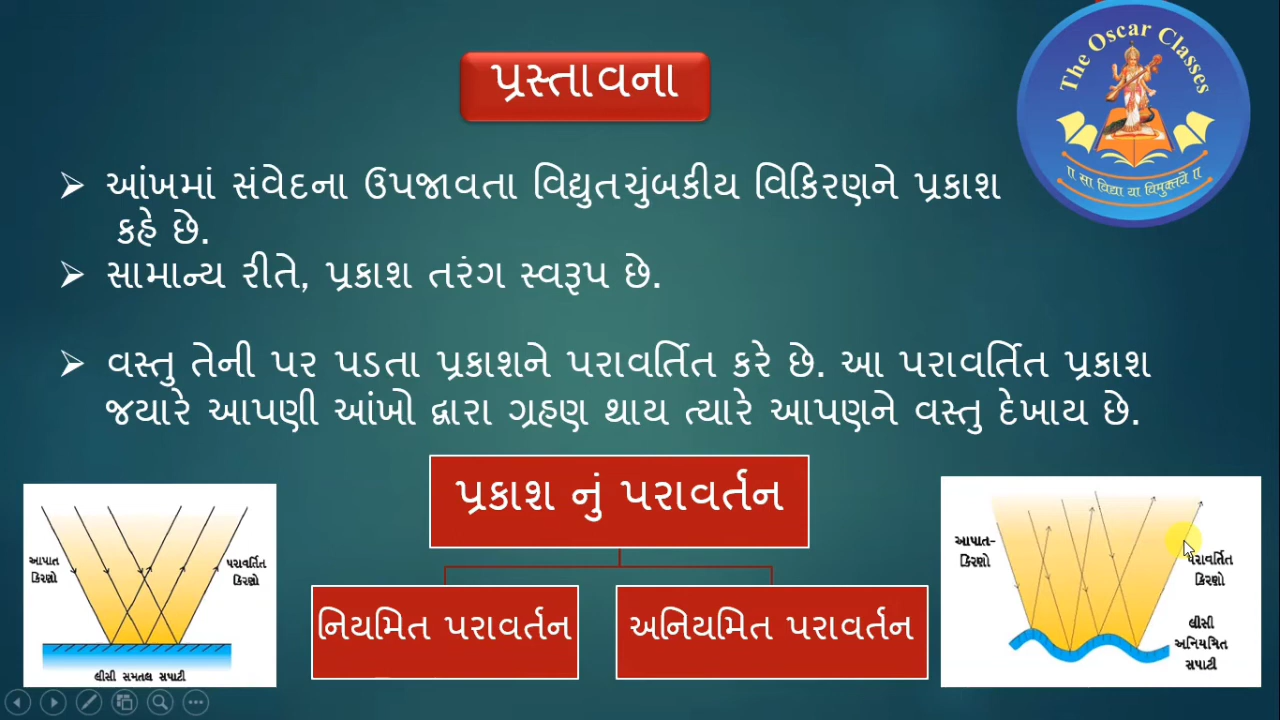 The Oscar Classes
॥ सा विद्या या विमुक्तये ॥
પ્રસ્તાવના
આંખમાં સંવેદના ઉપજાવતા વિદ્યુતચુંબકીય વિકિરણને પ્રકાશ
કહે છે.
સામાન્ય રીતે, પ્રકાશ તરંગ સ્વરૂપ છે.
વસ્તુ તેની પર પડતા પ્રકાશને પરાવર્તિત કરે છે. આ પરાવર્તિત પ્રકાશ
જયારે આપણી આંખો દ્વારા ગ્રહણ થાય ત્યારે આપણને વસ્તુ દેખાય છે.
પ્રકાશ નું પરાવર્તન
નિયમિત પરાવર્તન
અનિયમિત પરાવર્તન
આપાત
કિરણો
પરાવર્તિત
કિરણો
લીસી સમતલ સપાટી
આપાત-
કિરણો
પરાવર્તિત
કિરણો
લીસી
અનિયમિત
સપાટી